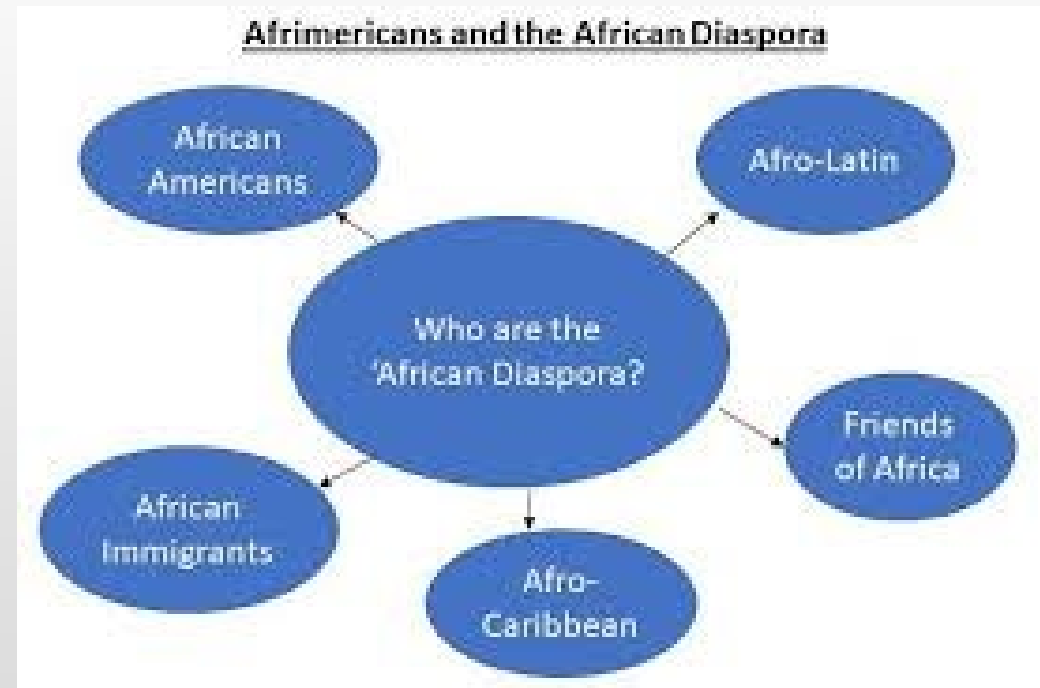 Afrimericans and the African Diaspora
African
Americans
Afro-Latin
Who are the
'African Diaspora?
Friends
of Africa
African
Immigrants
Afro-
Caribbean